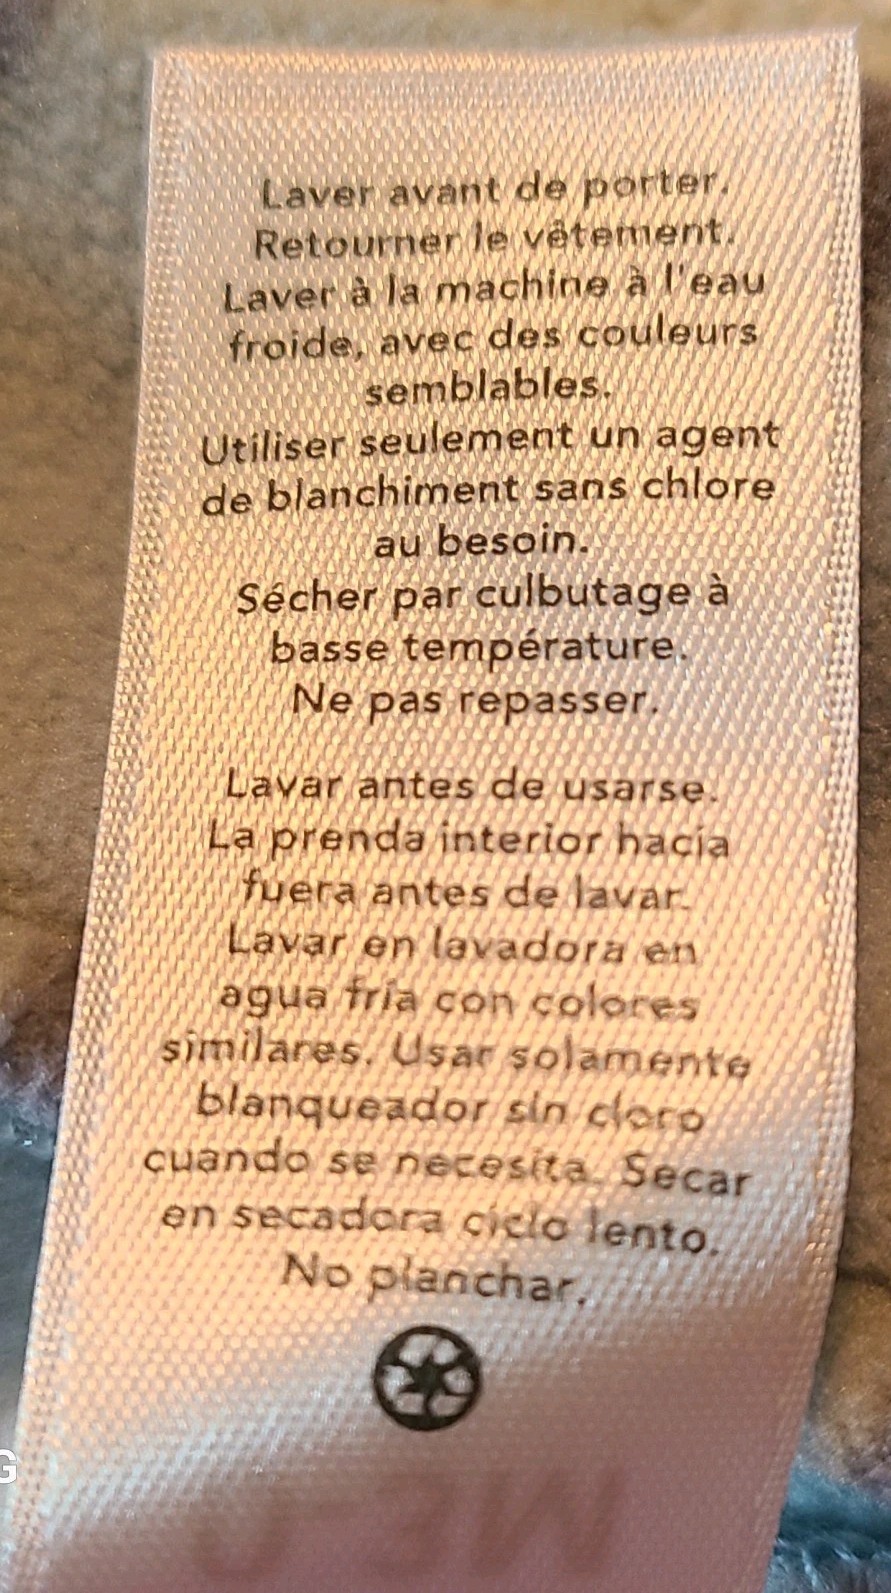 Laver avant de porter.
Retourner le vêtement.
Laver à la machine à l'eau
froide, avec des couleurs
semblables.
Utiliser seulement un agent
de blanchiment sans chlore
au besoin.
Sécher par culbutage à
basse température.
Ne pas repasser.
Lavar antes de usarse.
La prenda interior hacia
fuera antes de lavar.
Lavar en lavadora en
agua fría con colores
similares. Usar solamente
blanqueador sin cloro
cuando se necesita. Secar
en secadora ciclo lento.
No planchar.
G